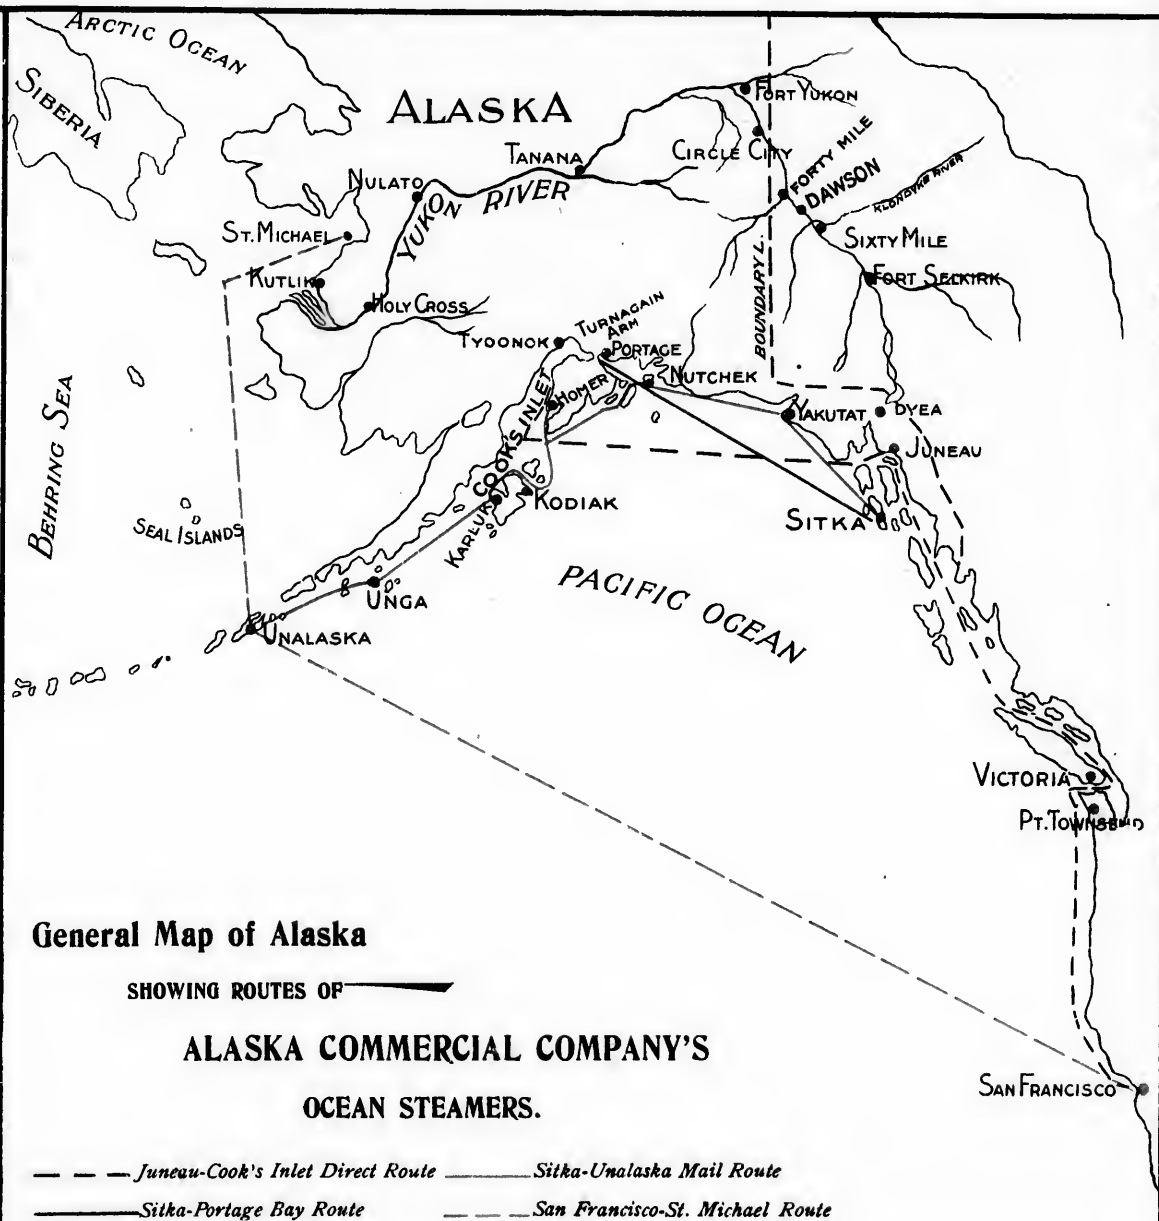 ARCTIC OCEAN
SIBERIA
ALASKA
FORT YUKON
CIRCLE CITY
FORTY MILE
DAWSON
KLONDYKE RIVER
TANANA
NULATO
YUKON RIVER
ST. MICHAEL
SIXTY MILE
KUTLIK
FORT SELKIRK
HOLY CROSS
BOUNDARY L.
TURNAGAIN
ARM
TYOONOK
PORTAGE
NUTCHEK
HOMER
COOK'S INLET
YAKUTAT
DYEA
JUNEAU
BEHRING SEA
KODIAK
KARLUK
SITKA
SEAL ISLANDS
PACIFIC OCEAN
UNGA
UNALASKA
VICTORIA
PT. TOWNSEND
General Map of Alaska
SHOWING ROUTES OF
ALASKA COMMERCIAL COMPANY'S
OCEAN STEAMERS.
SAN FRANCISCO
Juneau-Cook's Inlet Direct Route Sitka-Unalaska Mail Route
Sitka-Portage Bay Route San Francisco-St. Michael Route